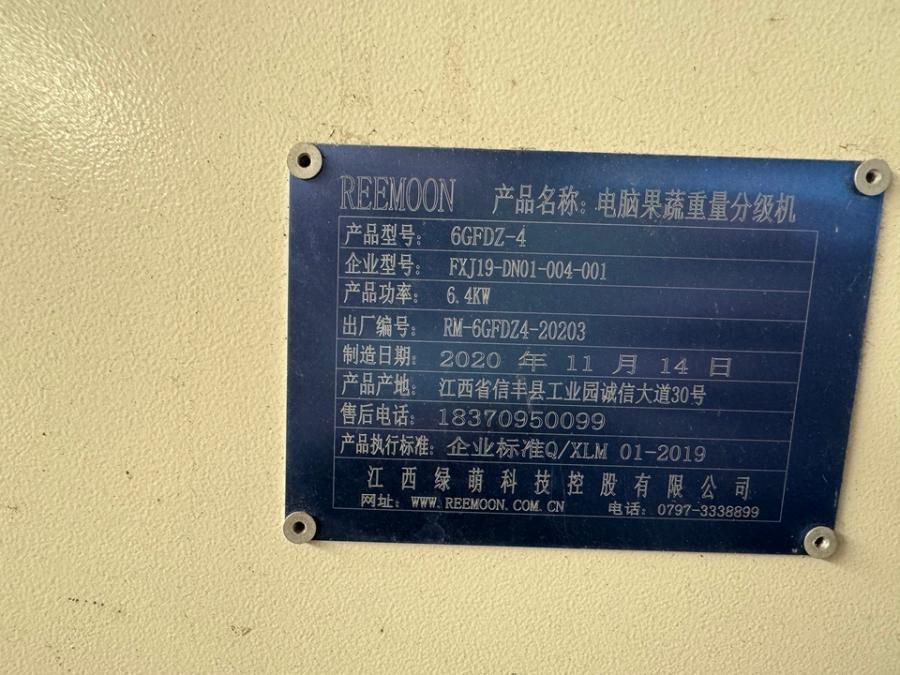 REEMOON 产品名称：电脑果蔬重量分级机
产品型号： 6GFDZ-4
企业型号： FXJ19-DN01-004-001
产品功率： 6.4KW
出厂编号： RM-6GFDZ4-20203
制造日期： 2020 年 11 月 14 日
产品产地： 江西省信丰县工业园诚信大道30号
售后电话： 18370950099
产品执行标准：企业标准Q/XLM 01-2019
江西绿萌科技控股有限公司
网址：WWW.REEMOON.COM.CN 电话：0797-3338899